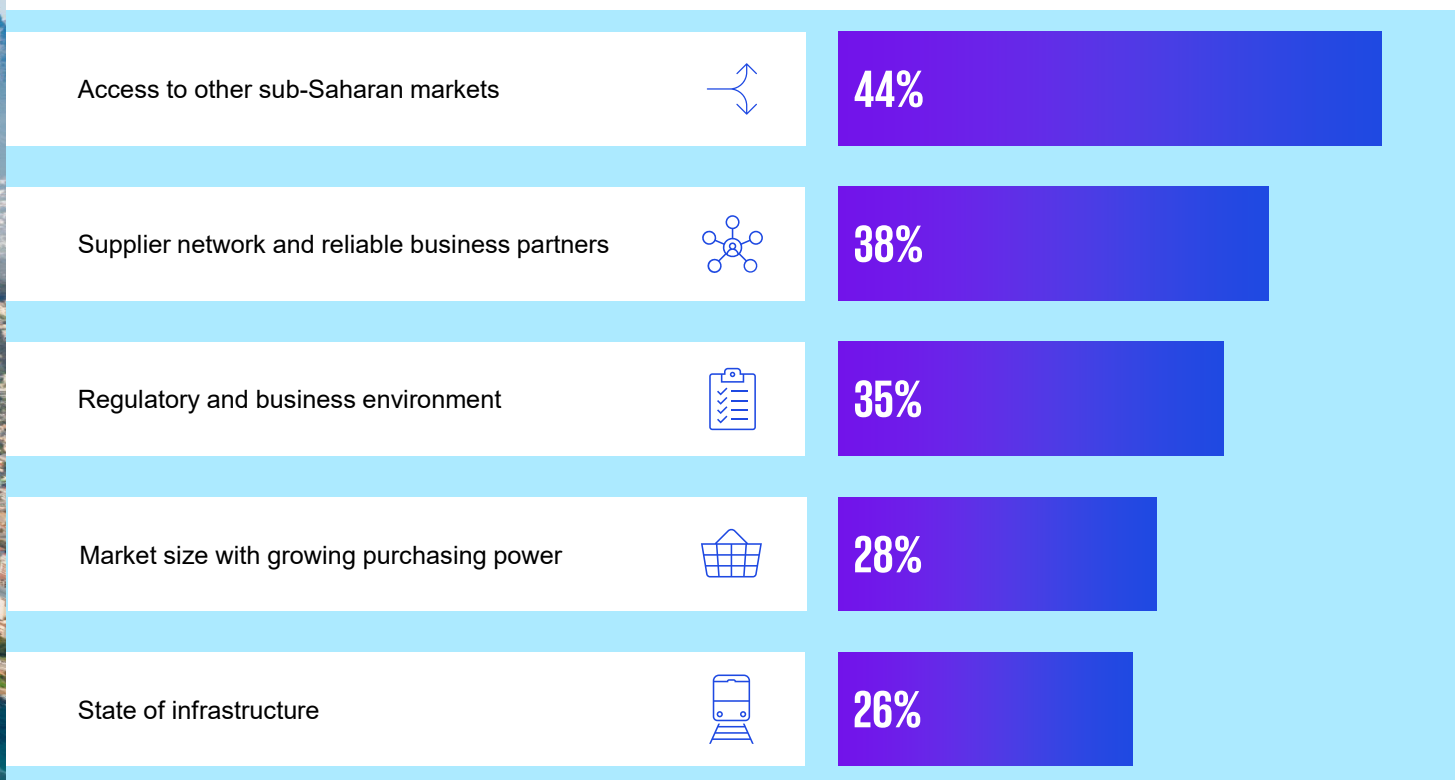 Access to other sub-Saharan markets
44%
Supplier network and reliable business partners
38%
Regulatory and business environment
35%
Market size with growing purchasing power
28%
State of infrastructure
26%